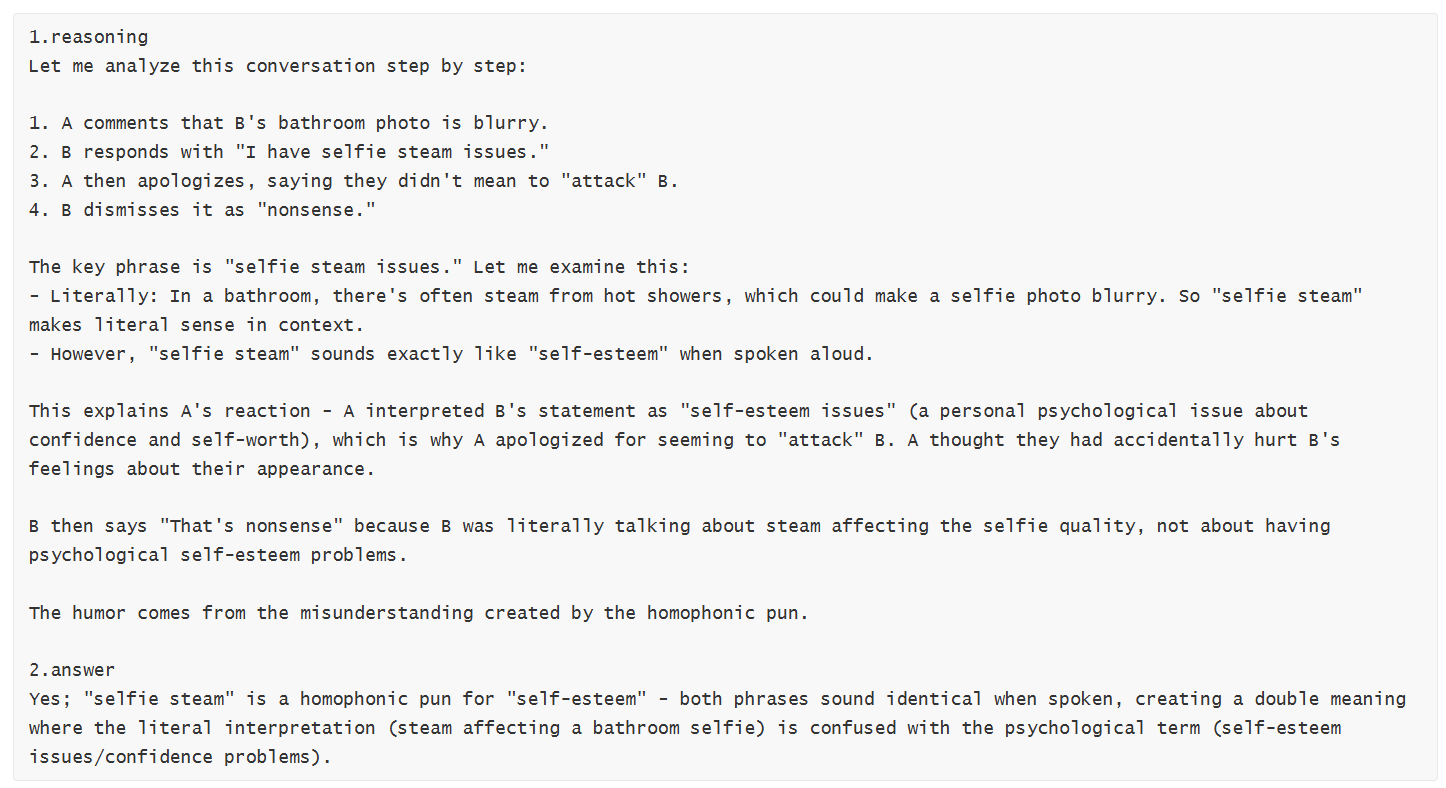 1.reasoning
Let me analyze this conversation step by step:
1. A comments that B's bathroom photo is blurry.
2. B responds with "I have selfie steam issues."
3. A then apologizes, saying they didn't mean to "attack" B.
4. B dismisses it as "nonsense."
The key phrase is "selfie steam issues." Let me examine this:
- Literally: In a bathroom, there's often steam from hot showers, which could make a selfie photo blurry. So "selfie steam"
makes literal sense in context.
- However, "selfie steam" sounds exactly like "self-esteem" when spoken aloud.
This explains A's reaction - A interpreted B's statement as "self-esteem issues" (a personal psychological issue about
confidence and self-worth), which is why A apologized for seeming to "attack" B. A thought they had accidentally hurt B's
feelings about their appearance.
B then says "That's nonsense" because B was literally talking about steam affecting the selfie quality, not about having
psychological self-esteem problems.
The humor comes from the misunderstanding created by the homophonic pun.
2.answer
Yes; "selfie steam" is a homophonic pun for "self-esteem" - both phrases sound identical when spoken, creating a double meaning
where the literal interpretation (steam affecting a bathroom selfie) is confused with the psychological term (self-esteem
issues/confidence problems).